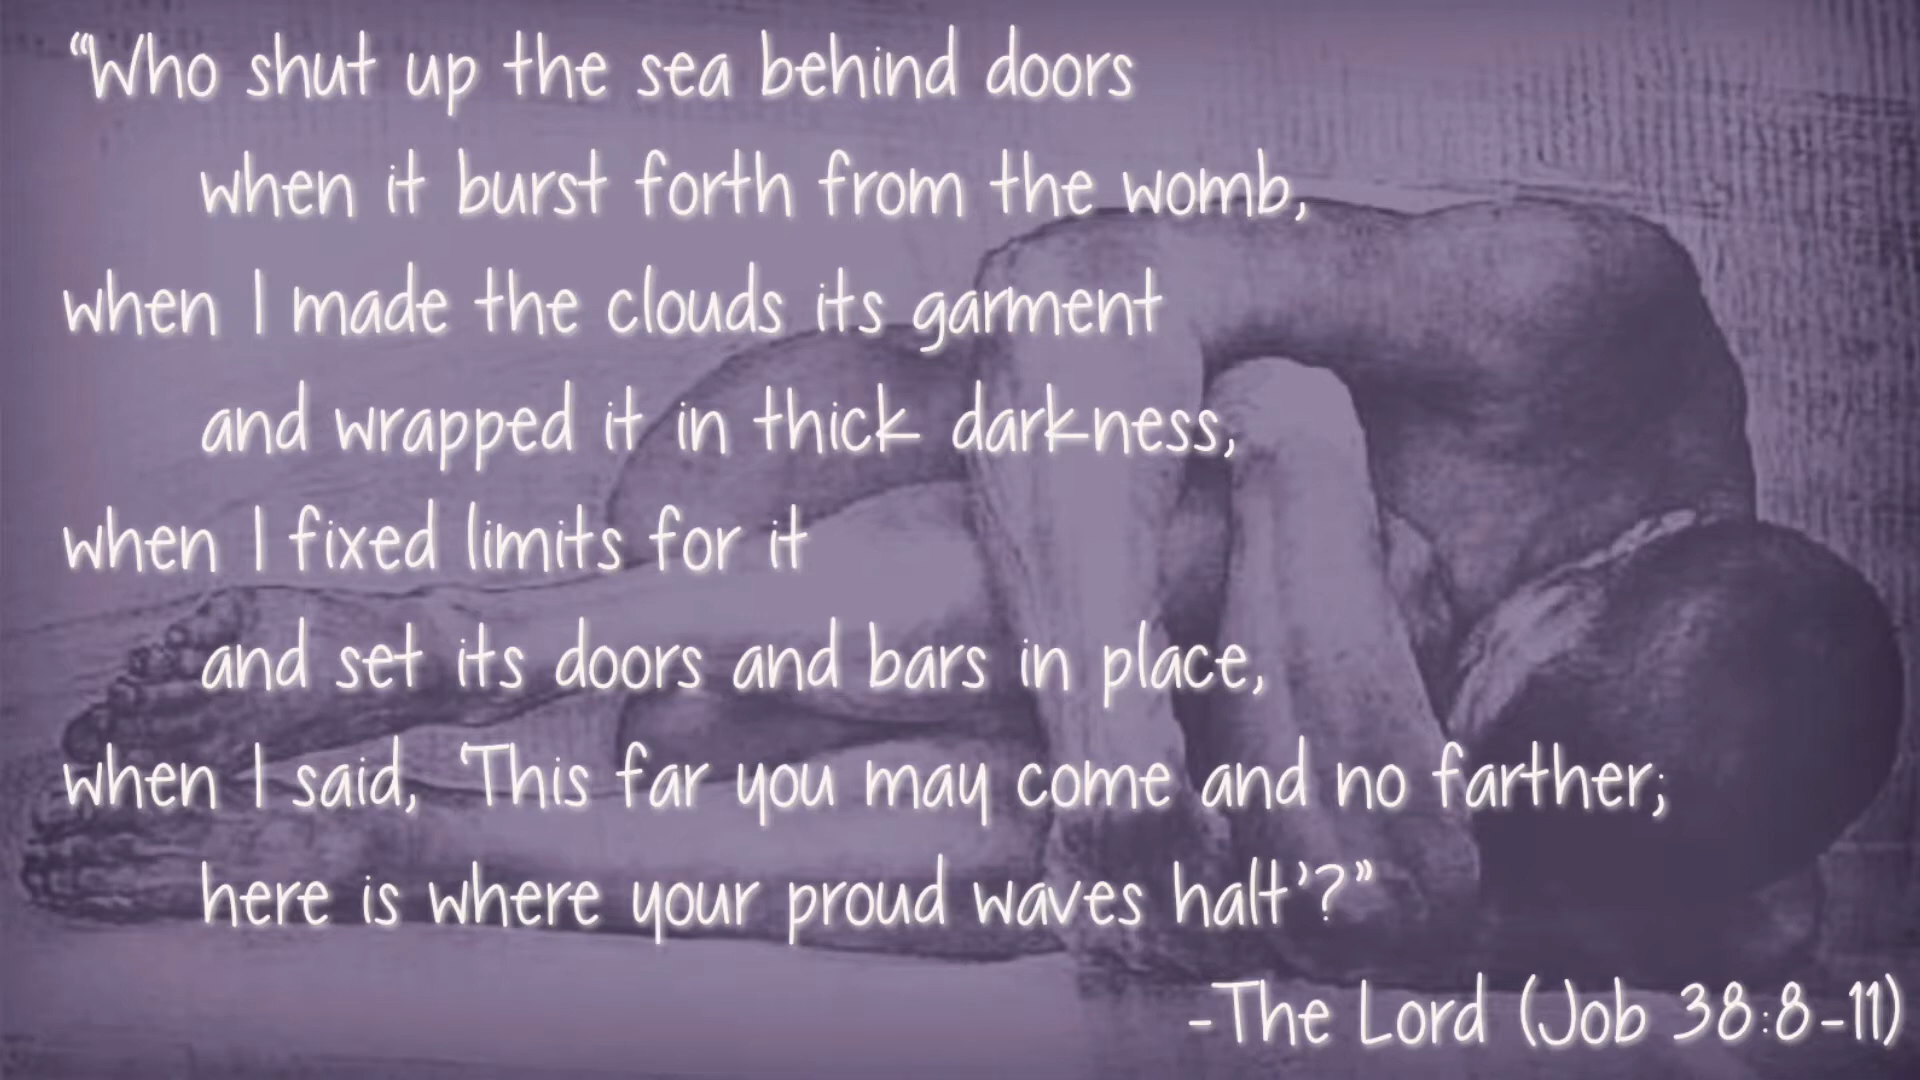 “Who shut up the sea behind doors
when it burst forth from the womb,
when I made the clouds its garment
and wrapped it in thick darkness,
when I fixed limits for it
and set its doors and bars in place,
when I said, ‘This far you may come and no farther;
here is where your proud waves halt’?”
-The Lord (Job 38:8-11)